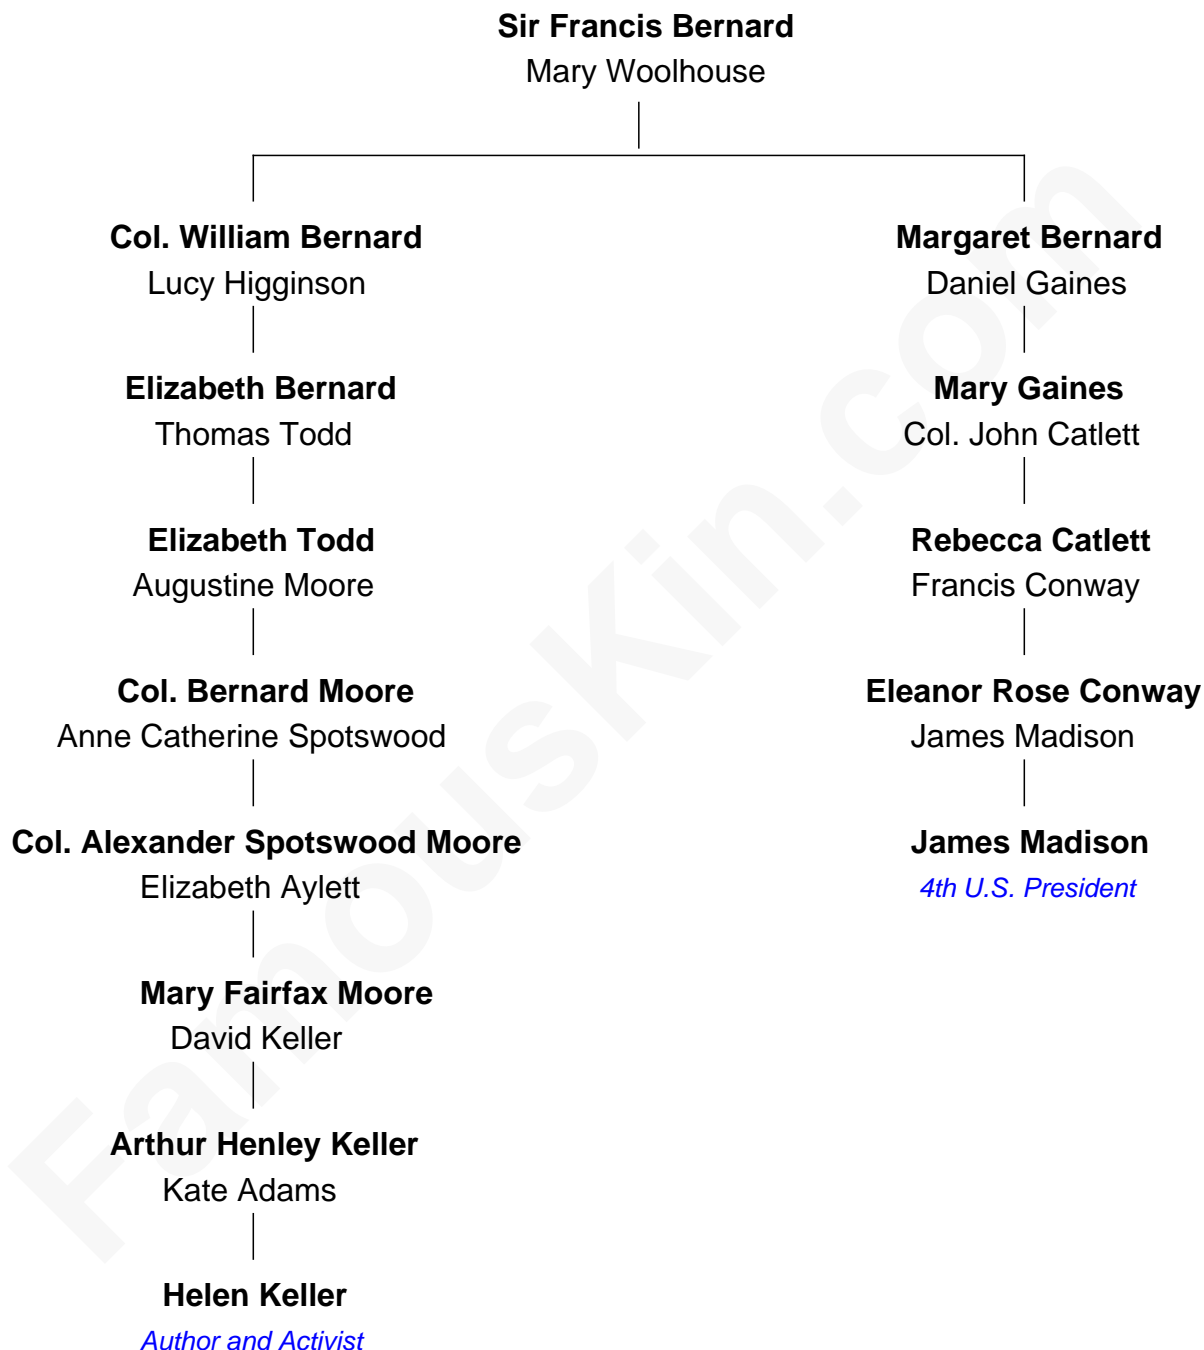 Sir Francis Bernard
Mary Woolhouse
Col. William Bernard
Lucy Higginson
Margaret Bernard
Daniel Gaines
Elizabeth Bernard
Thomas Todd
Mary Gaines
Col. John Catlett
Elizabeth Todd
Augustine Moore
Rebecca Catlett
Francis Conway
Col. Bernard Moore
Anne Catherine Spotswood
Eleanor Rose Conway
James Madison
Col. Alexander Spotswood Moore
Elizabeth Aylett
James Madison
4th U.S. President
Mary Fairfax Moore
David Keller
Arthur Henley Keller
Kate Adams
Helen Keller
Author and Activist
FamousKin.com